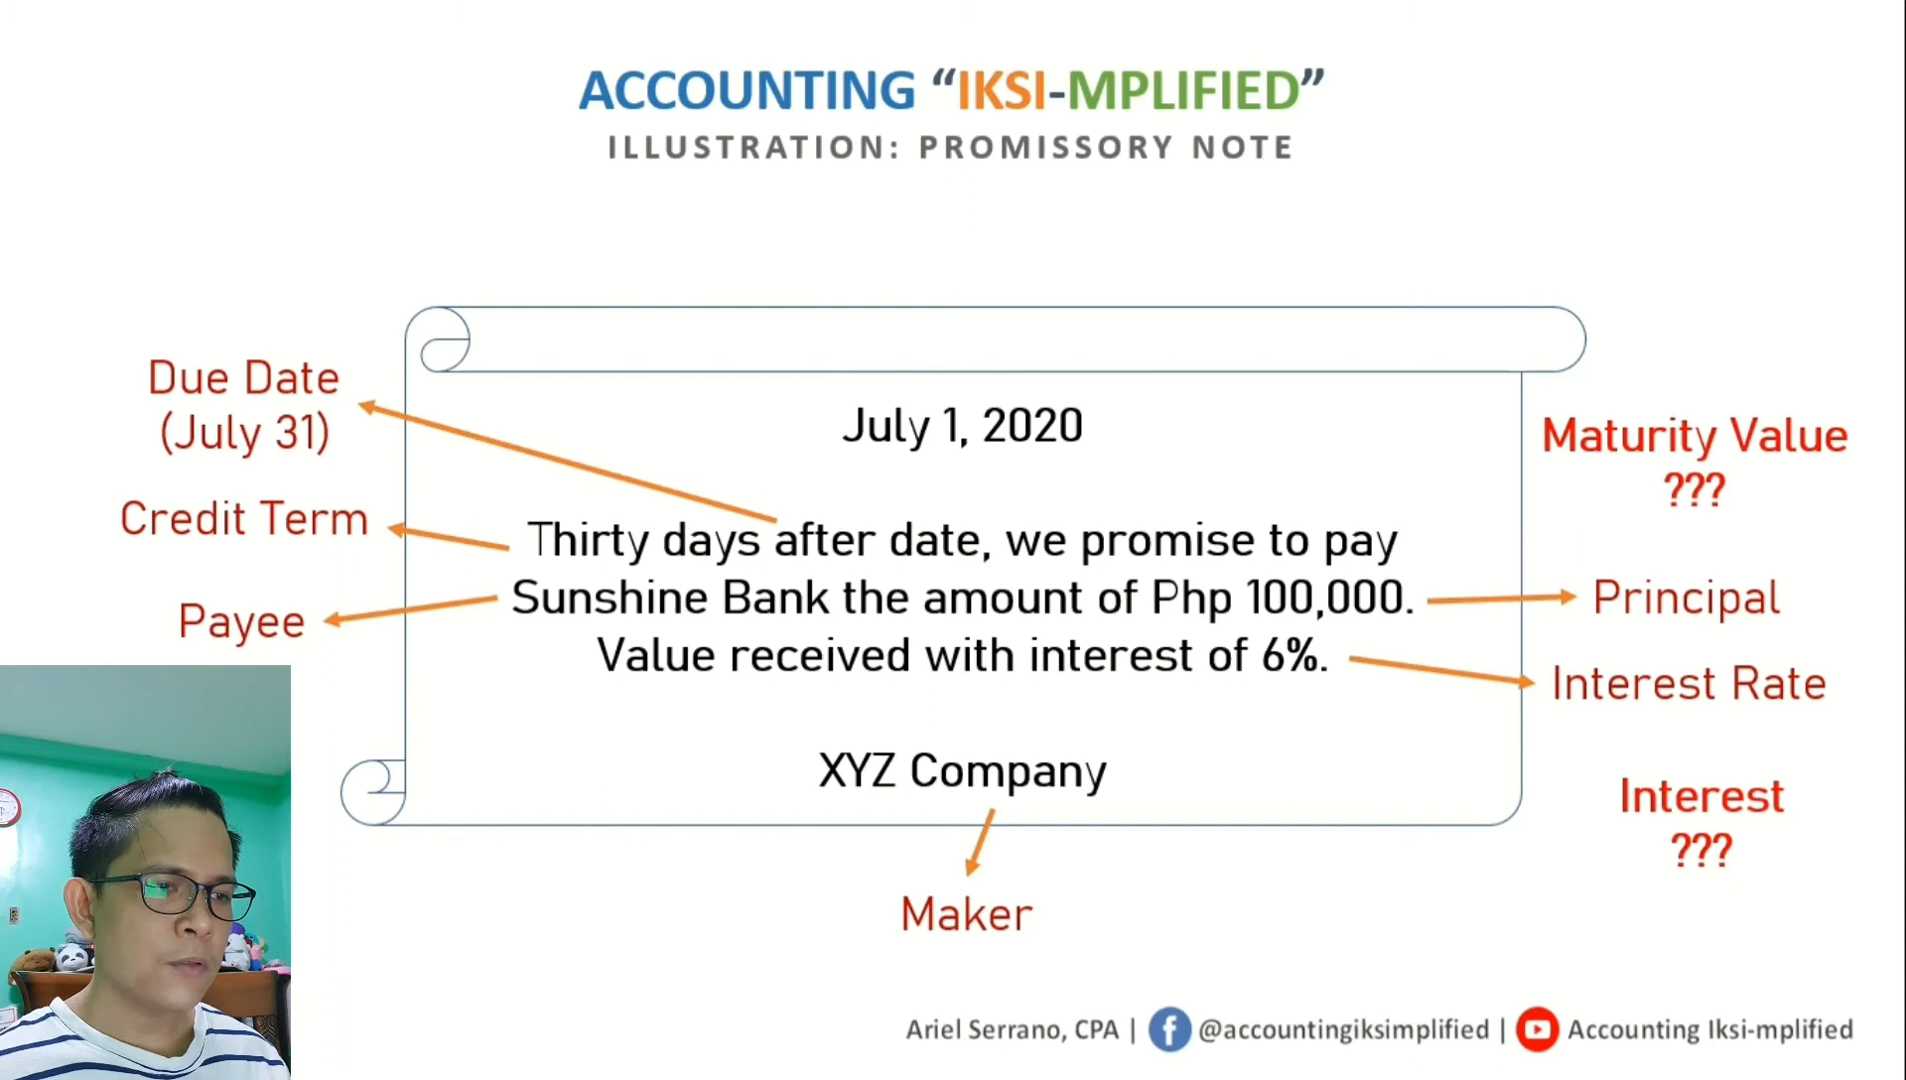 ACCOUNTING “IKSI-MPLIFIED”
ILLUSTRATION: PROMISSORY NOTE
Due Date
(July 31)
Credit Term
Payee
July 1, 2020
Thirty days after date, we promise to pay
Sunshine Bank the amount of Php 100,000.
Value received with interest of 6%.
XYZ Company
Maker
Maturity Value
???
Principal
Interest Rate
Interest
???
Ariel Serrano, CPA | @accountingiksimplified | Accounting Iksi-mplified